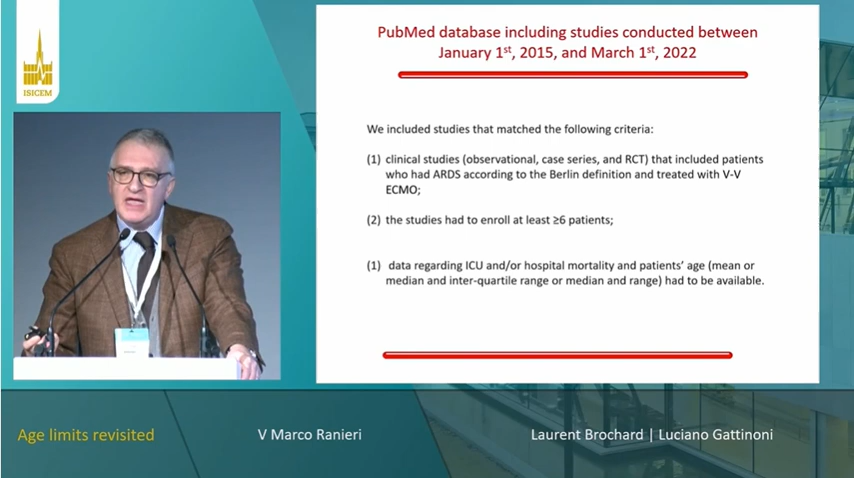 ISICEM
PubMed database including studies conducted between
January 1st, 2015, and March 1st, 2022
We included studies that matched the following criteria:
(1) clinical studies (observational, case series, and RCT) that included patients
who had ARDS according to the Berlin definition and treated with V-V
ECMO;
(2) the studies had to enroll at least ≥6 patients;
(1) data regarding ICU and/or hospital mortality and patients' age (mean or
median and inter-quartile range or median and range) had to be available.
Age limits revisited
V Marco Ranieri
Laurent Brochard | Luciano Gattinoni